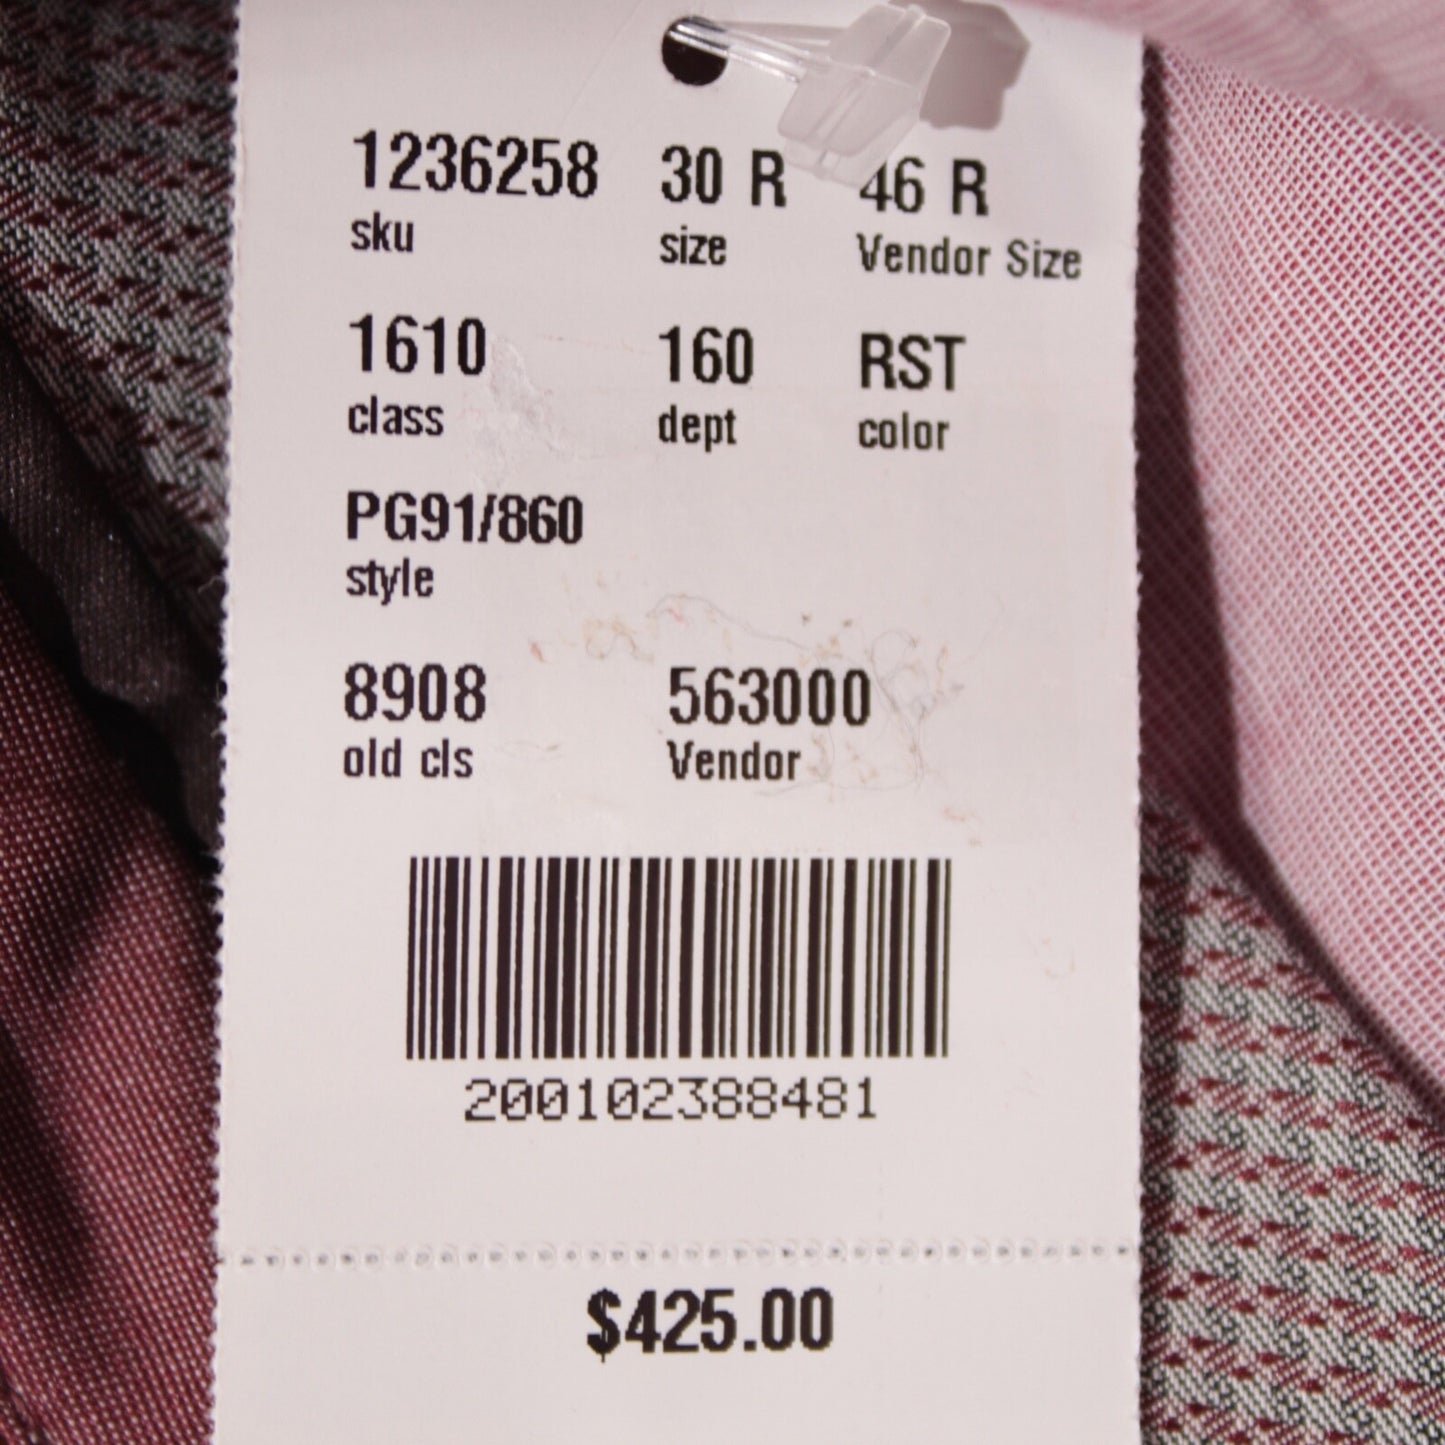 1236258 30 R 46 R
sku size Vendor Size
1610 160 RST
class dept color
PG91/860
style
8908 563000
old cls Vendor
200102388481
$425.00